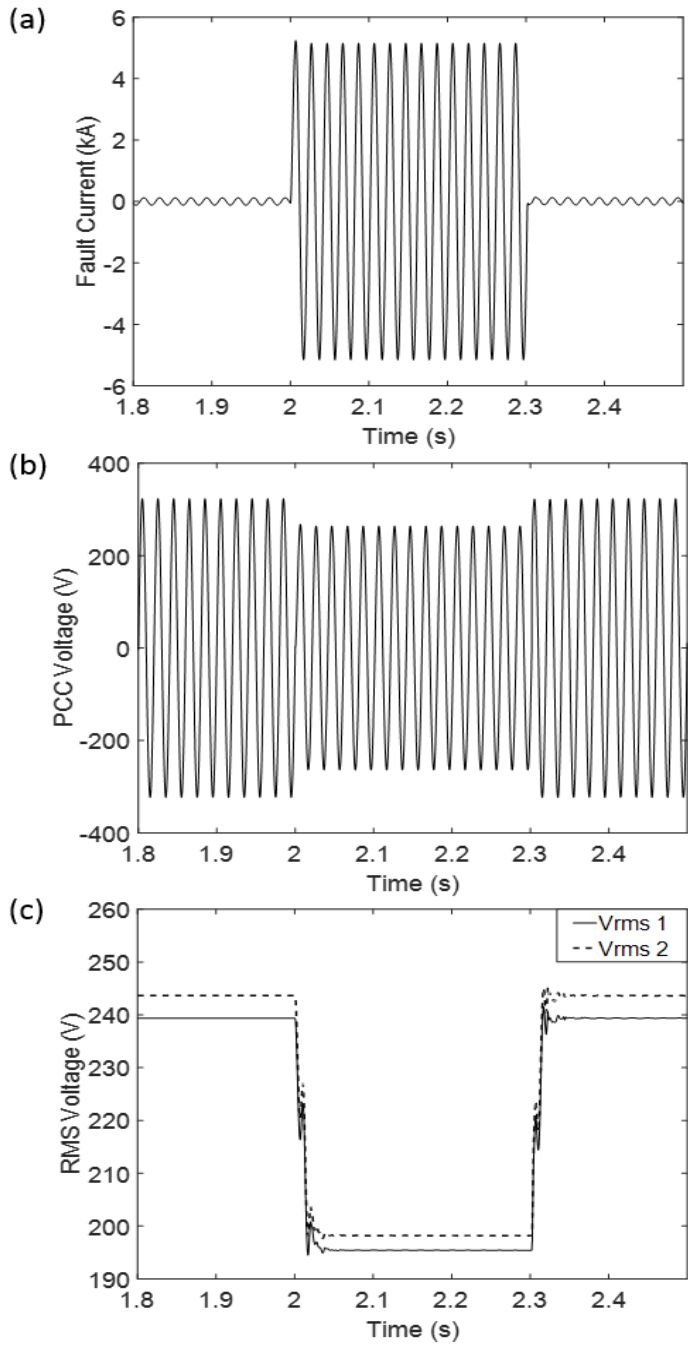 (a)
6
4
2
0
-2
-4
-6
Fault Current (kA)
1.8 1.9 2 2.1 2.2 2.3 2.4
Time (s)
(b)
400
200
0
-200
-400
PCC Voltage (V)
1.8 1.9 2 2.1 2.2 2.3 2.4
Time (s)
(c)
260
250
240
230
220
210
200
190
RMS Voltage (V)
Vrms 1
Vrms 2
1.8 1.9 2 2.1 2.2 2.3 2.4
Time (s)